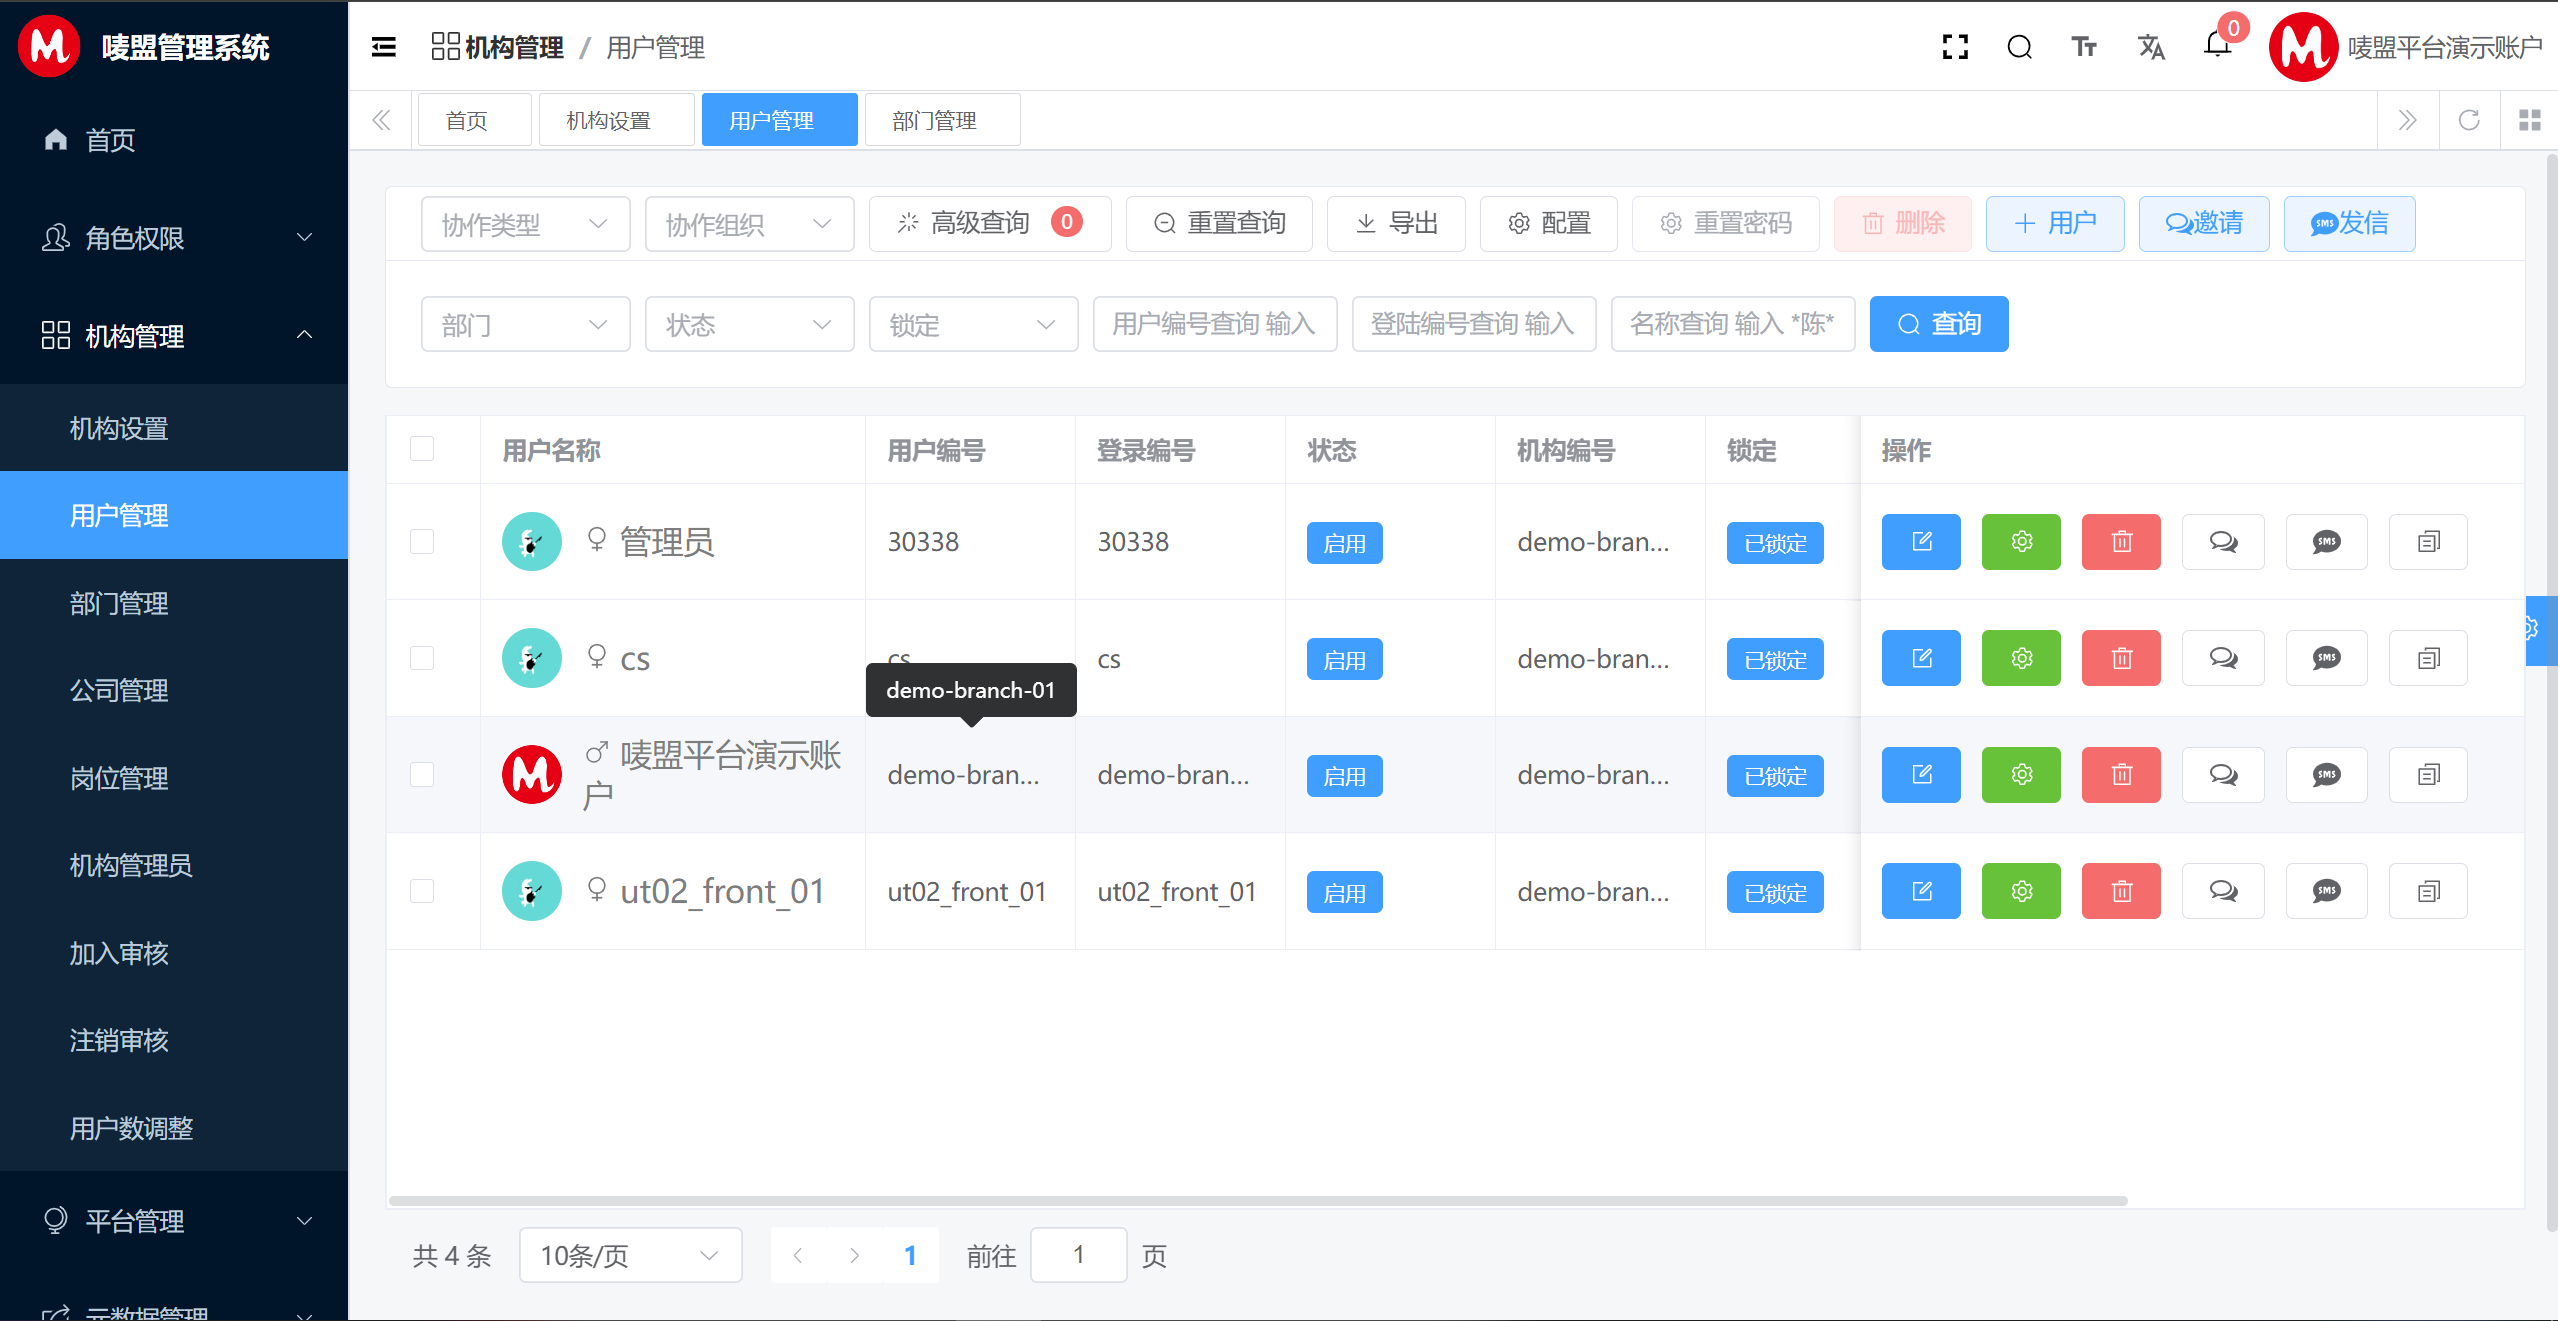 唛盟管理系统
首页
角色权限
机构管理
机构设置
用户管理
部门管理
公司管理
岗位管理
机构管理员
加入审核
注销审核
用户数调整
平台管理
元数据管理
机构管理 / 用户管理
0
唛盟平台演示账户
首页 机构设置 用户管理 部门管理
协作类型 协作组织 高级查询 0 重置查询 导出 配置 重置密码 删除 用户 邀请 发信
部门 状态 锁定 用户编号查询 输入 登陆编号查询 输入 名称查询 输入 *陈* 查询
用户名称 用户编号 登录编号 状态 机构编号 锁定 操作
管理员 30338 30338 启用 demo-bran... 已锁定 SMS
cs cs cs 启用 demo-bran... 已锁定 SMS
demo-branch-01
唛盟平台演示账户 demo-bran... demo-bran... 启用 demo-bran... 已锁定 SMS
ut02_front_01 ut02_front_01 ut02_front_01 启用 demo-bran... 已锁定 SMS
共 4 条 10条/页 1 前往 1 页